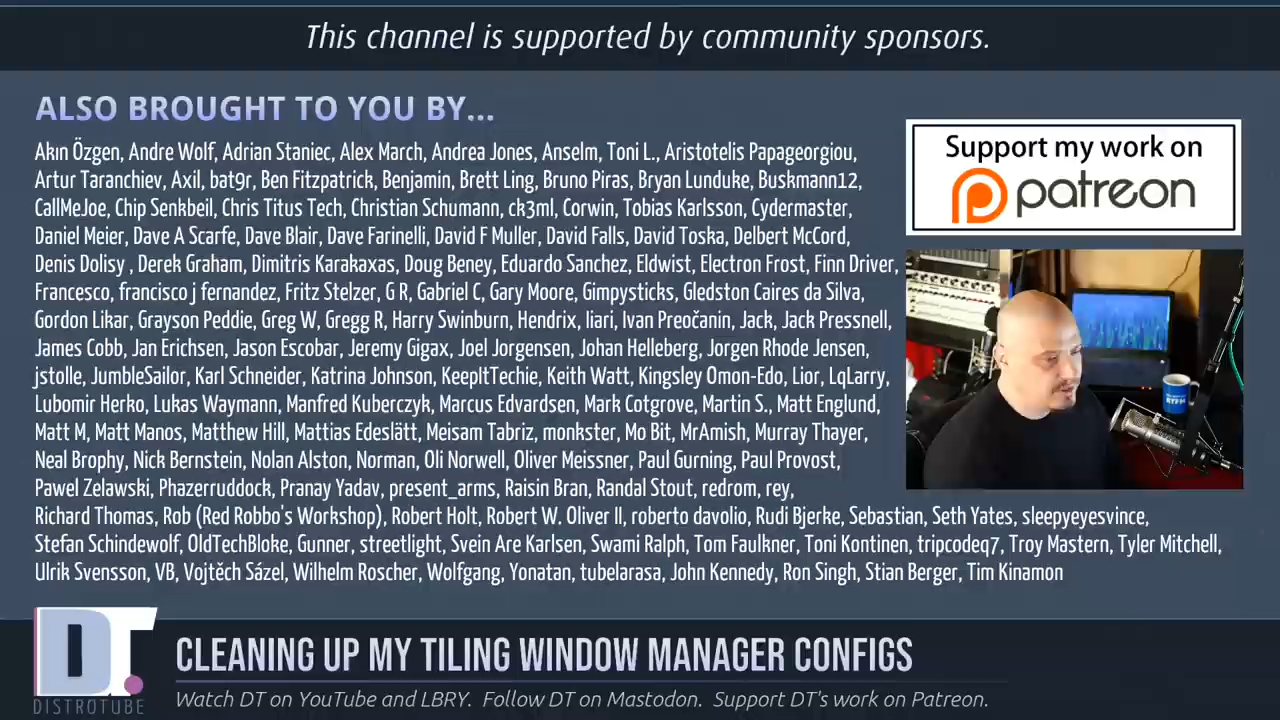 This channel is supported by community sponsors.
ALSO BROUGHT TO YOU BY...
Akın Özgen, Andre Wolf, Adrian Staniec, Alex March, Andrea Jones, Anselm, Toni L., Aristotelis Papageorgiou,
Artur Taranchiev, Axil, bat9r, Ben Fitzpatrick, Benjamin, Brett Ling, Bruno Piras, Bryan Lunduke, Buskmann12,
CallMeJoe, Chip Senkbeil, Chris Titus Tech, Christian Schumann, ck3ml, Corwin, Tobias Karlsson, Cydermaster,
Daniel Meier, Dave A Scarfe, Dave Blair, Dave Farinelli, David F Muller, David Falls, David Toska, Delbert McCord,
Denis Dolisy , Derek Graham, Dimitris Karakaxas, Doug Beney, Eduardo Sanchez, Eldwist, Electron Frost, Finn Driver,
Francesco, francisco j fernandez, Fritz Stelzer, G R, Gabriel C, Gary Moore, Gimpysticks, Gledston Caires da Silva,
Gordon Likar, Grayson Peddie, Greg W, Gregg R, Harry Swinburn, Hendrix, Iiari, Ivan Preočanin, Jack, Jack Pressnell,
James Cobb, Jan Erichsen, Jason Escobar, Jeremy Gigax, Joel Jorgensen, Johan Helleberg, Jorgen Rhode Jensen,
jstolle, JumbleSailor, Karl Schneider, Katrina Johnson, KeepItTechie, Keith Watt, Kingsley Omon-Edo, Lior, LqLarry,
Lubomir Herko, Lukas Waymann, Manfred Kuberczyk, Marcus Edvardsen, Mark Cotgrove, Martin S., Matt Englund,
Matt M, Matt Manos, Matthew Hill, Mattias Edeslätt, Meisam Tabriz, monkster, Mo Bit, MrAmish, Murray Thayer,
Neal Brophy, Nick Bernstein, Nolan Alston, Norman, Oli Norwell, Oliver Meissner, Paul Gurning, Paul Provost,
Pawel Zelawski, Phazerruddock, Pranay Yadav, present_arms, Raisin Bran, Randal Stout, redrom, rey,
Richard Thomas, Rob (Red Robbo's Workshop), Robert Holt, Robert W. Oliver II, roberto davolio, Rudi Bjerke, Sebastian, Seth Yates, sleepyeyesvince,
Stefan Schindewolf, OldTechBloke, Gunner, streetlight, Svein Are Karlsen, Swami Ralph, Tom Faulkner, Toni Kontinen, tripcodeq7, Troy Mastern, Tyler Mitchell,
Ulrik Svensson, VB, Vojtěch Sázel, Wilhelm Roscher, Wolfgang, Yonatan, tubelarasa, John Kennedy, Ron Singh, Stian Berger, Tim Kinamon
Support my work on
patreon
RTFM
DT
DISTROTUBE
CLEANING UP MY TILING WINDOW MANAGER CONFIGS
Watch DT on YouTube and LBRY. Follow DT on Mastodon. Support DT's work on Patreon.